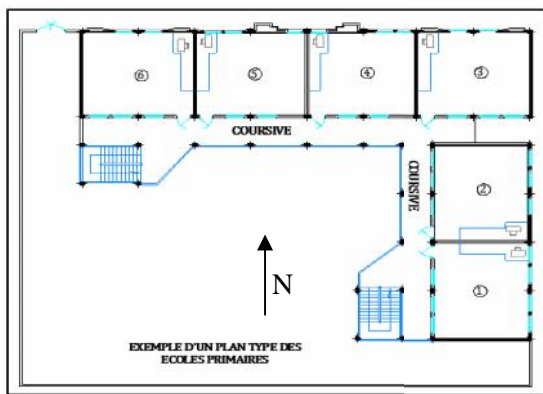 ⑥
⑤
④
③
COURSIVE
COURSIVE
②
N
①
EXEMPLE D'UN PLAN TYPE DES
ECOLES PRIMAIRES